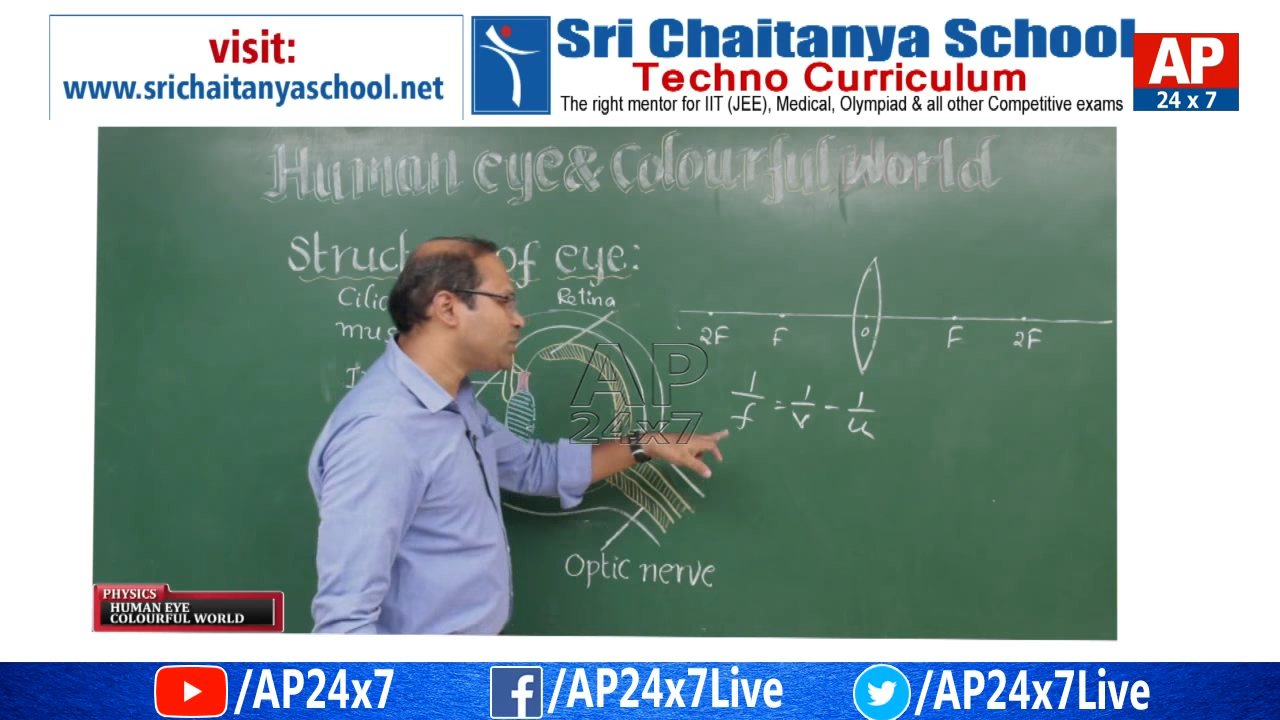 visit:
www.srichaitanyaschool.net
Sri Chaitanya School
Techno Curriculum
The right mentor for IIT (JEE), Medical, Olympiad & all other Competitive exams
AP
24 x 7
Human eye & Colourful World
Struc of eye:
Cilia
mus
Retina
I
2F F O F 2F
1/f = 1/v - 1/u
AP
24x7
Optic nerve
PHYSICS
HUMAN EYE
COLOURFUL WORLD
/AP24x7
/AP24x7Live
/AP24x7Live